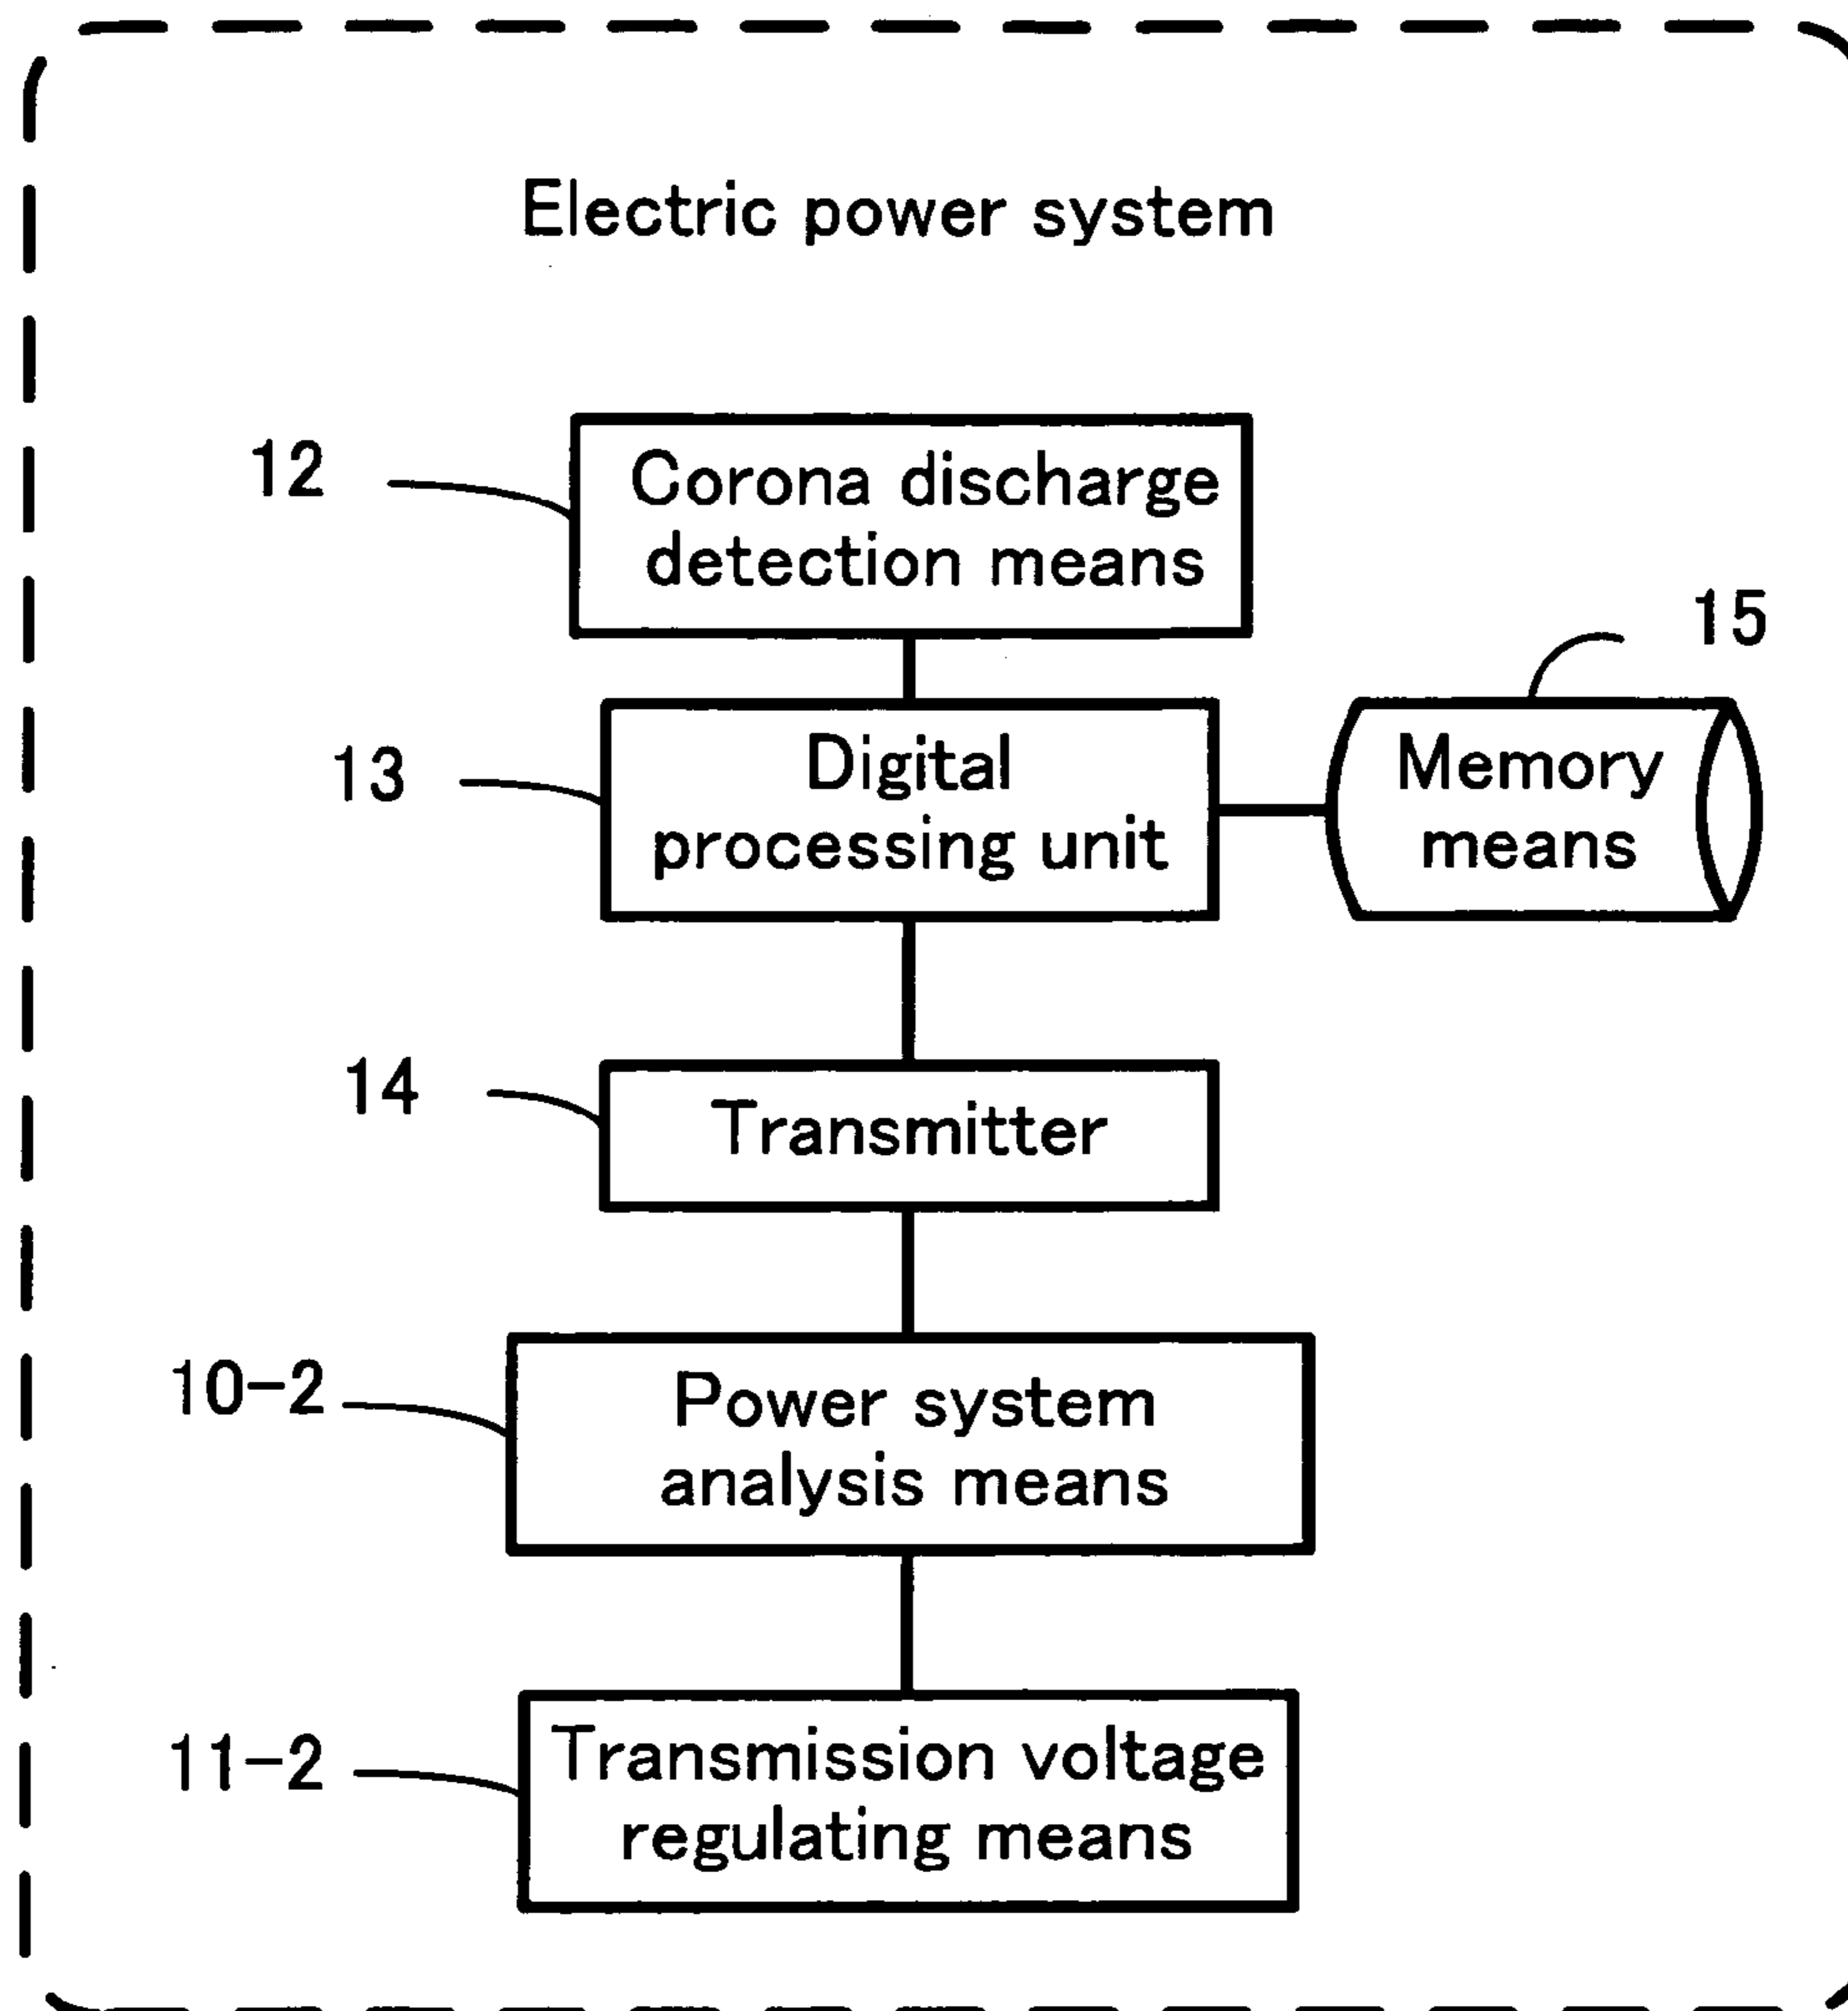 Electric power system
12
Corona discharge
detection means
15
13
Digital
processing unit
Memory
means
14
Transmitter
10-2
Power system
analysis means
11-2
Transmission voltage
regulating means